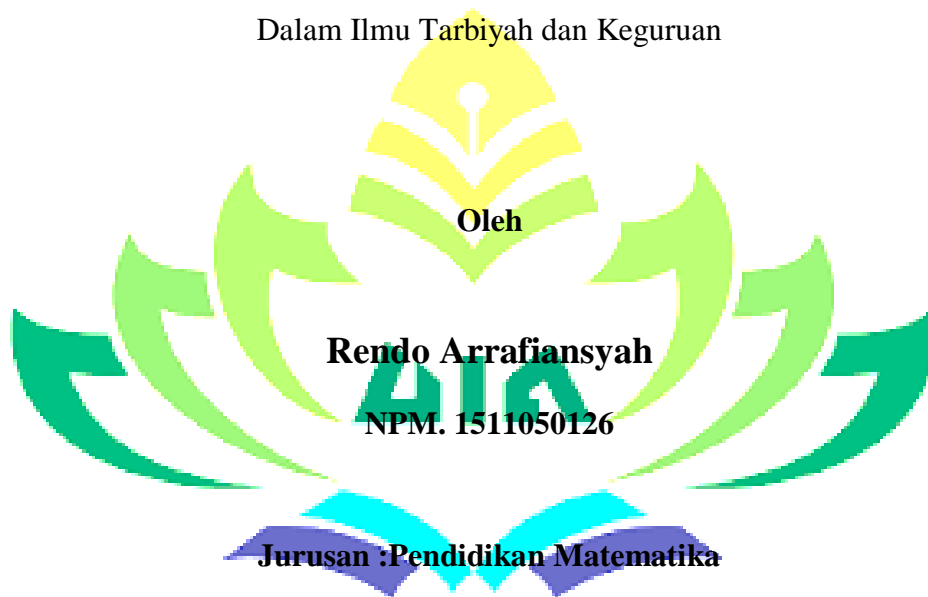 Dalam Ilmu Tarbiyah dan Keguruan
Oleh
Rendo Arrafiansyah
NPM. 1511050126
Jurusan :Pendidikan Matematika